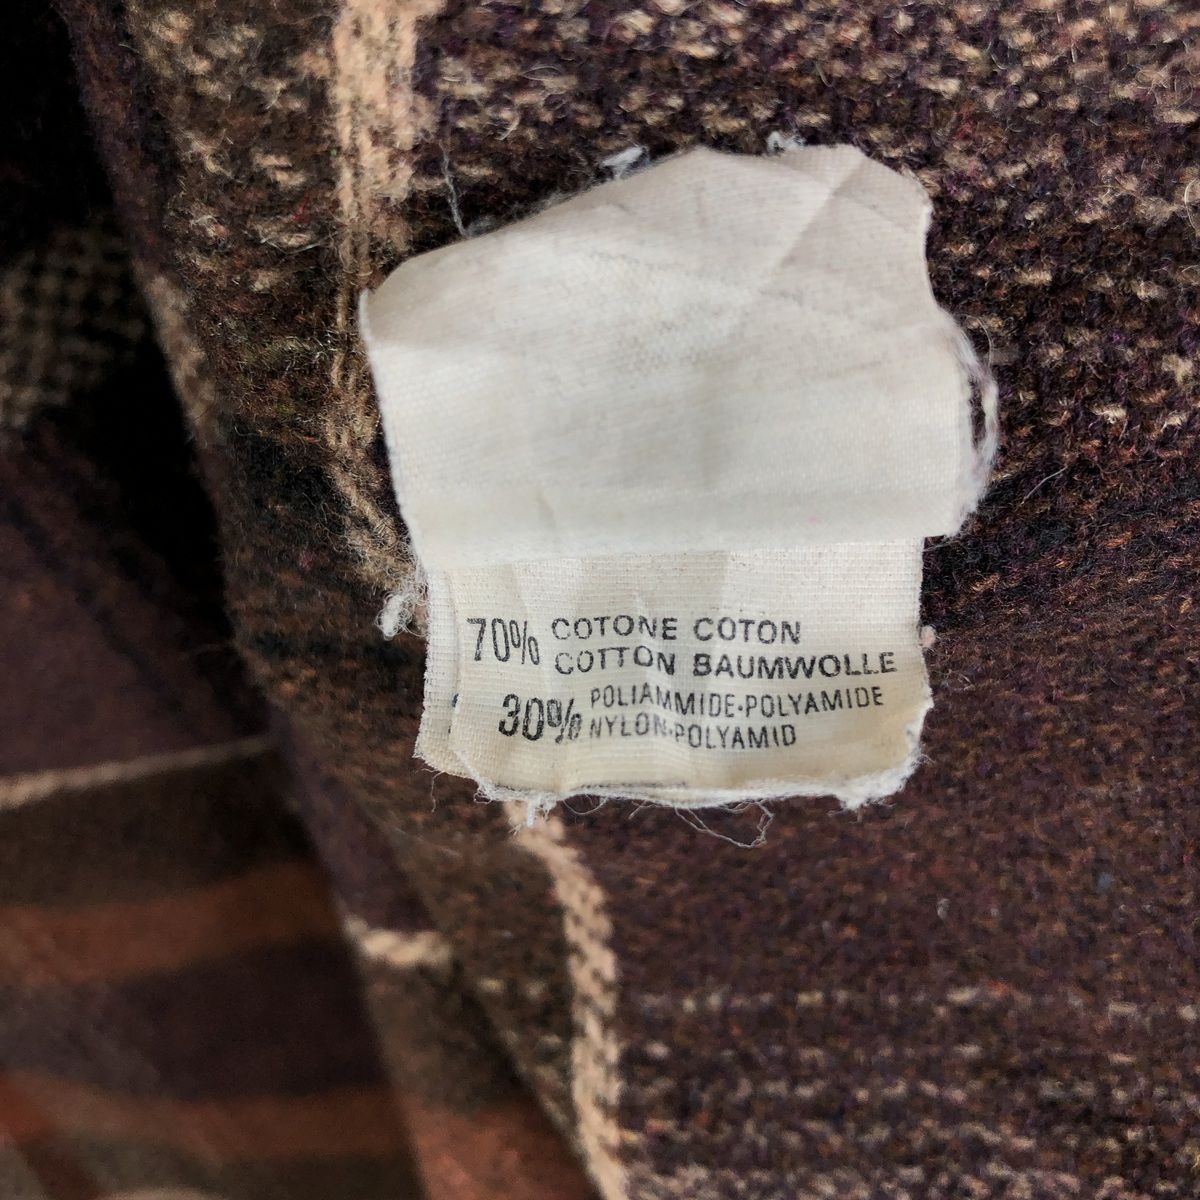 70% COTONE COTON
COTTON BAUMWOLLE
30% POLIAMMIDE·POLYAMIDE
NYLON·POLYAMID